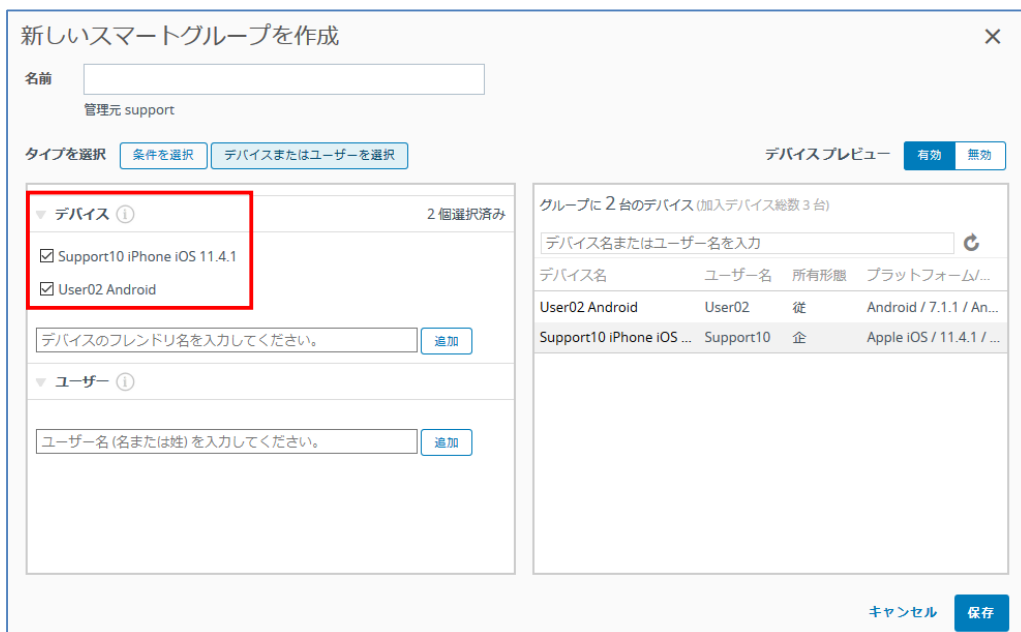 新しいスマートグループを作成
名前
管理元 support
タイプを選択 条件を選択 デバイスまたはユーザーを選択
デバイス プレビュー 有効 無効
デバイス 2 個選択済み
Support10 iPhone iOS 11.4.1
User02 Android
デバイスのフレンドリ名を入力してください。 追加
ユーザー
ユーザー名 (名または姓) を入力してください。 追加
グループに 2 台のデバイス (加入デバイス総数 3 台)
デバイス名またはユーザー名を入力
デバイス名 ユーザー名 所有形態 プラットフォーム/...
User02 Android User02 従 Android / 7.1.1 / An...
Support10 iPhone iOS ... Support10 企 Apple iOS / 11.4.1 / ...
キャンセル 保存